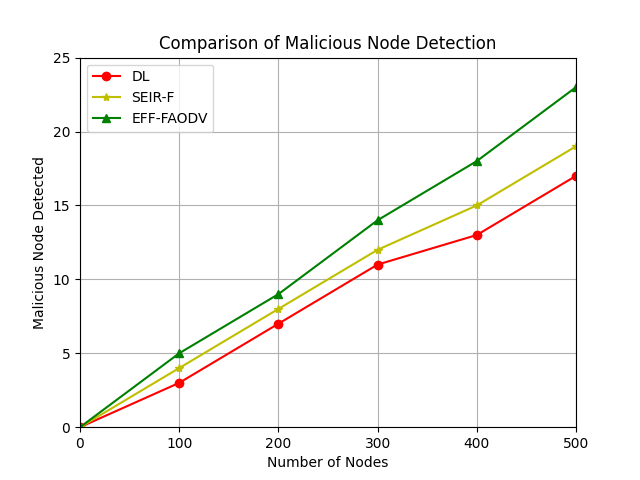 Comparison of Malicious Node Detection
DL
SEIR-F
EFF-FAODV
Malicious Node Detected
25
20
15
10
5
0
0 100 200 300 400 500
Number of Nodes